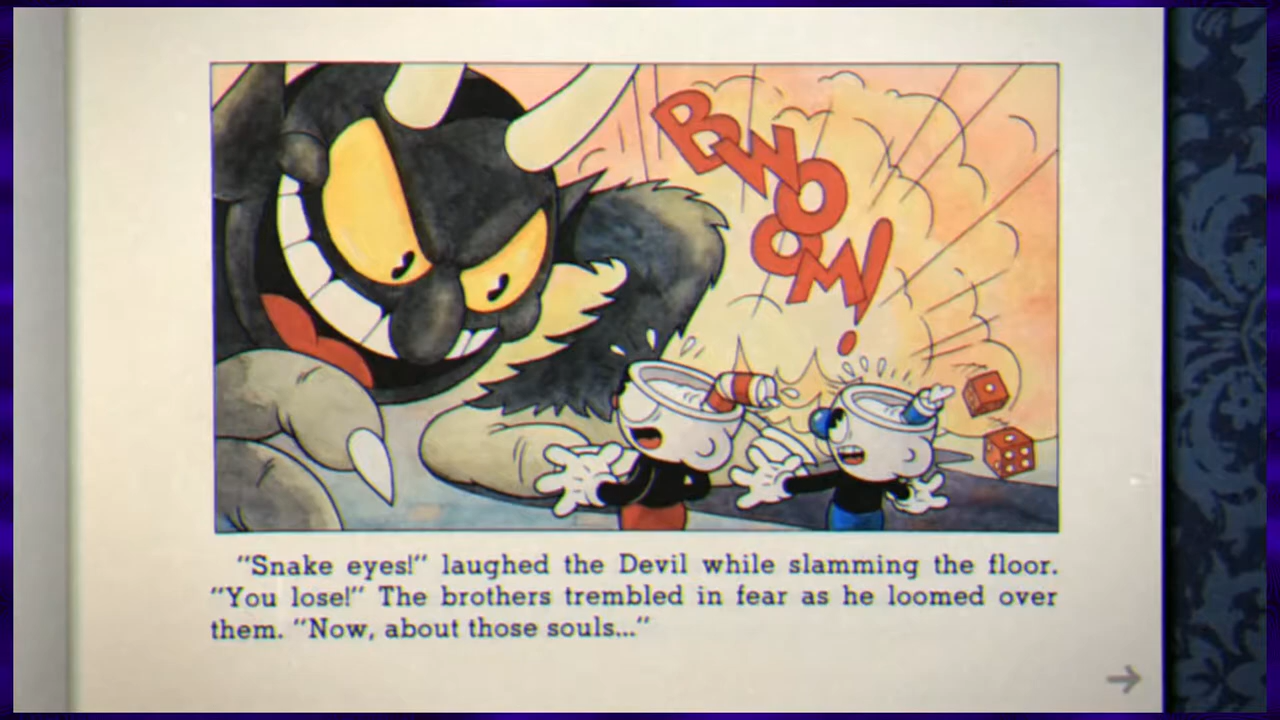 BWOOM!
“Snake eyes!” laughed the Devil while slamming the floor.
“You lose!” The brothers trembled in fear as he loomed over
them. “Now, about those souls...”